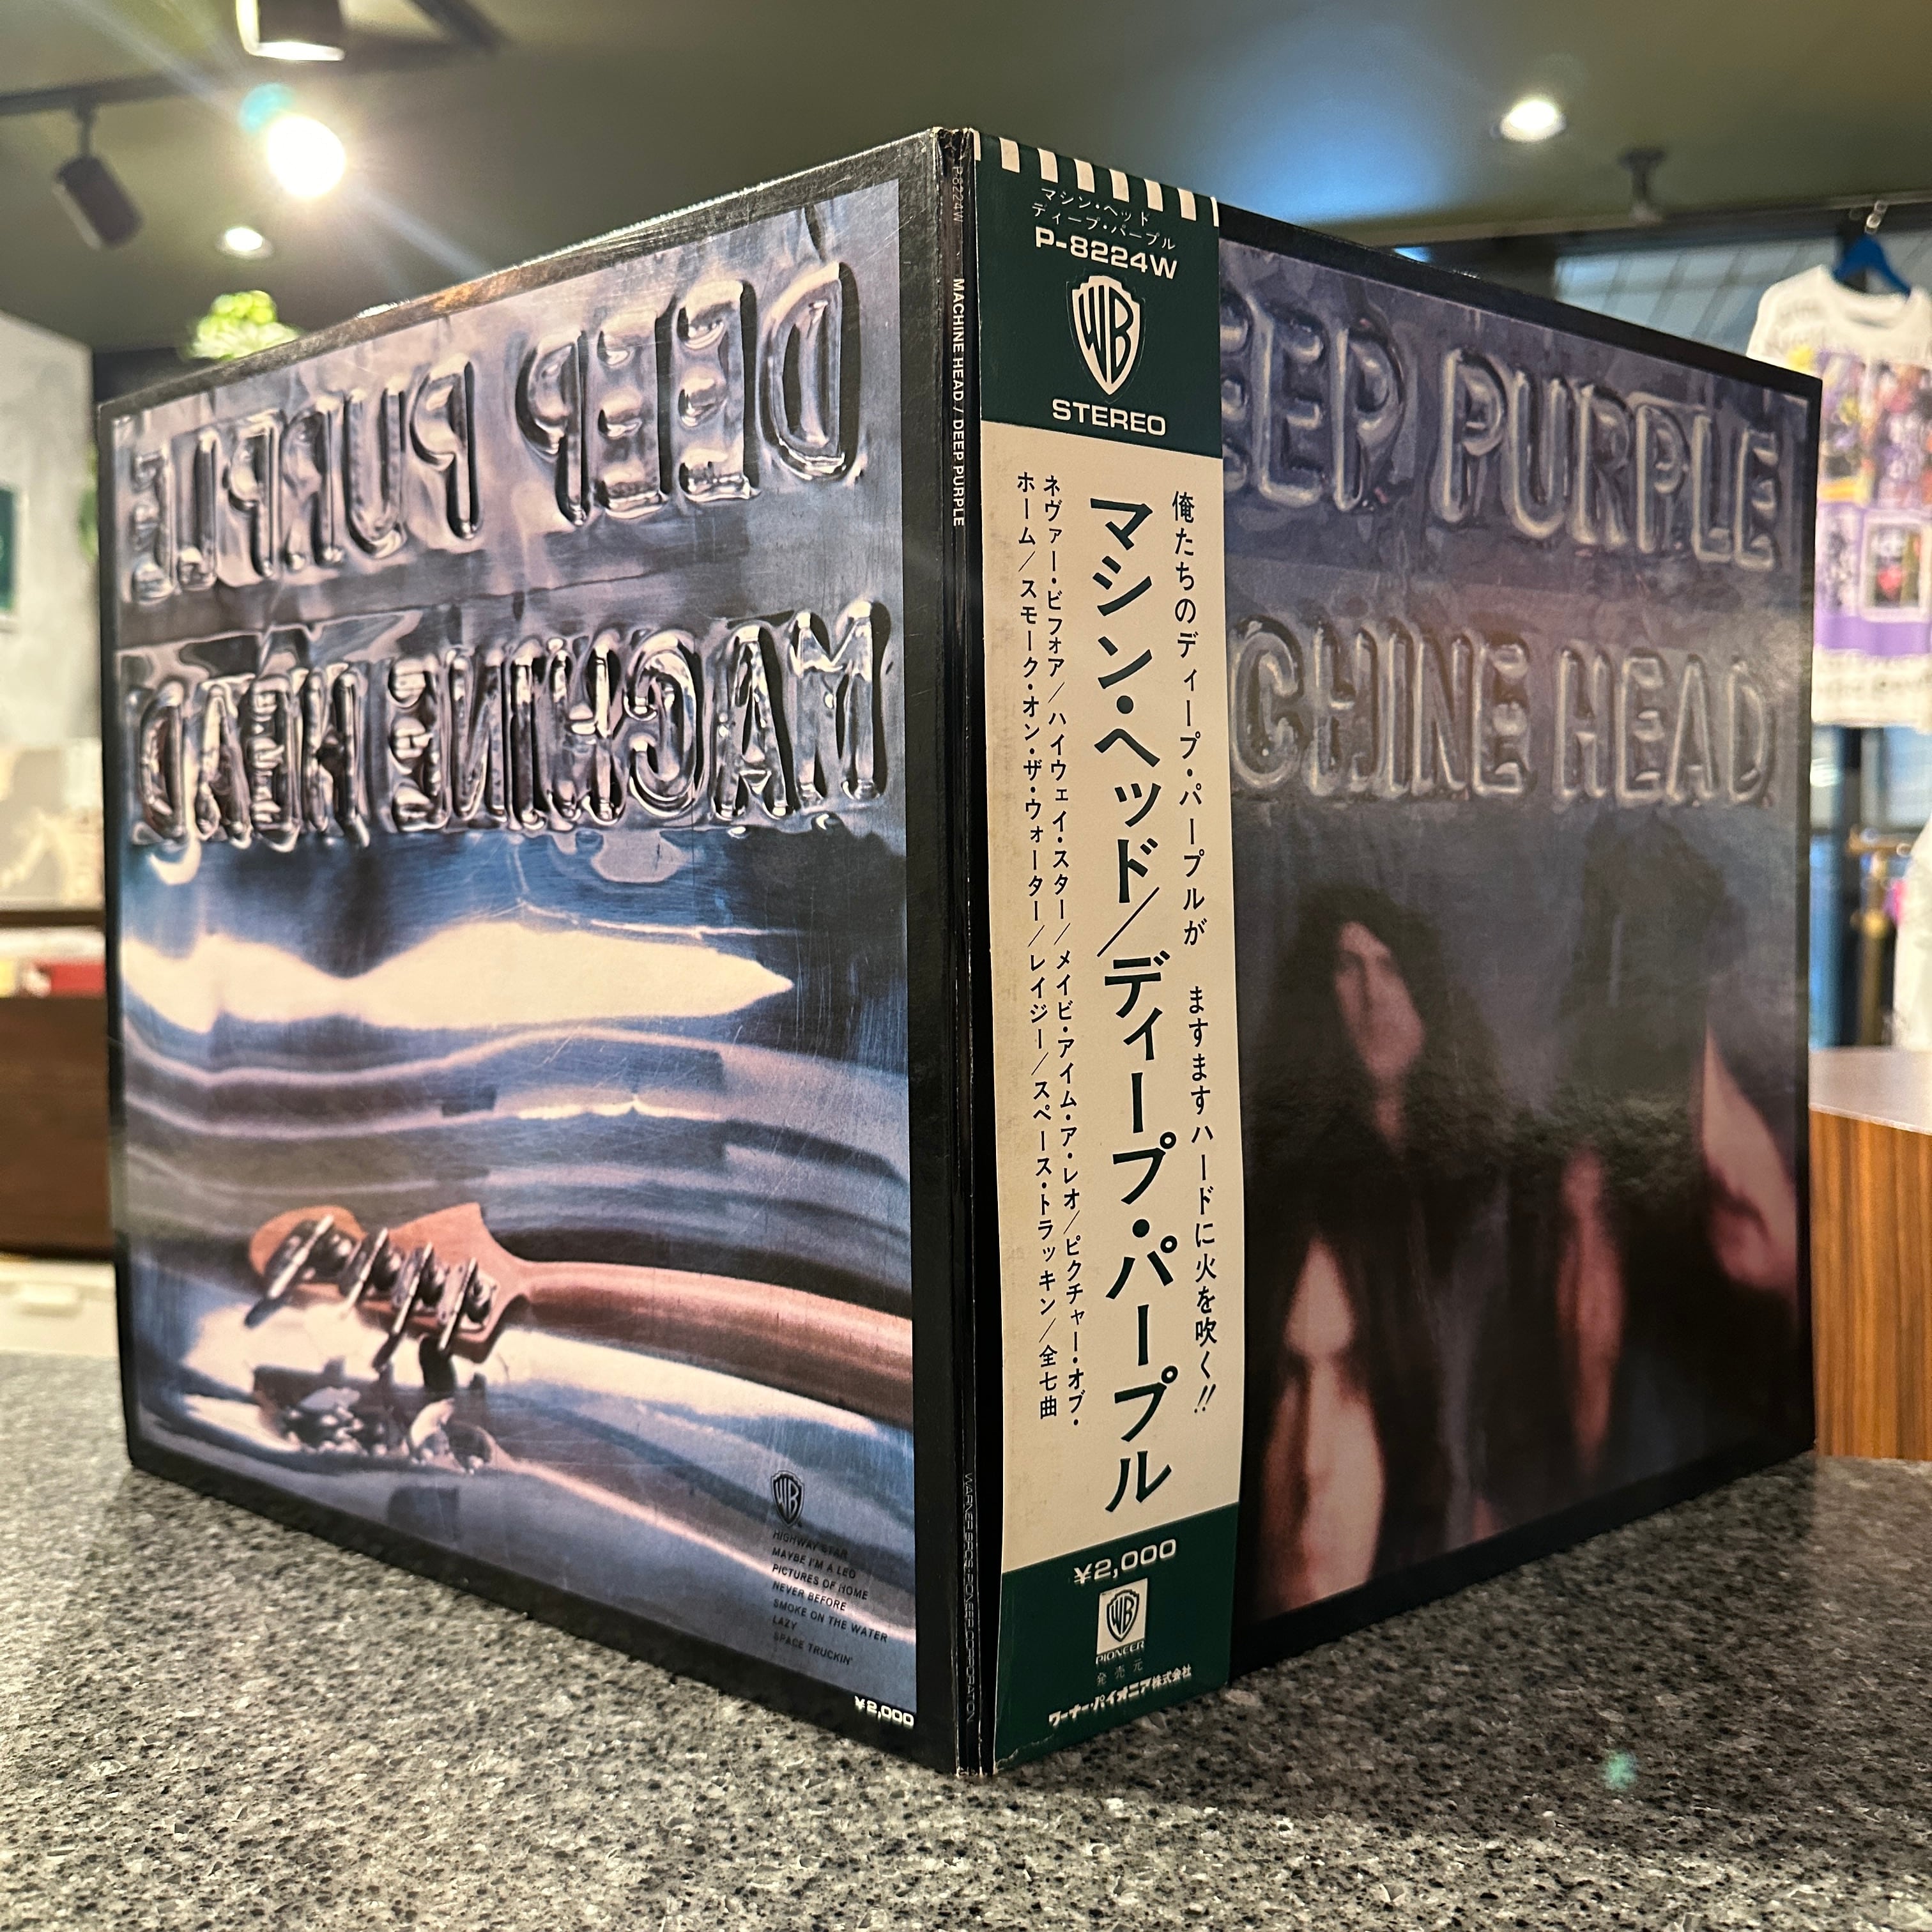 DEEP PURPLE
MACHINE HEAD
WB
HIGHWAY STAR
MAYBE I'M A LEO
PICTURES OF HOME
NEVER BEFORE
SMOKE ON THE WATER
LAZY
SPACE TRUCKIN'
¥2,000
P-8224W
MACHINE HEAD / DEEP PURPLE
WARNER BROS.-PIONEER CORPORATION
マシン・ヘッド
ディープ・パープル
P-8224W
WB
STEREO
俺たちのディープ・パープルが ますますハードに火を吹く!!
マシン・ヘッド/ディープ・パープル
ネヴァー・ビフォア/ハイウェイ・スター/メイビ・アイム・ア・レオ/ピクチャー・オブ・
ホーム/スモーク・オン・ザ・ウォーター/レイジー/スペース・トラッキン/全七曲
¥2,000
WB
PIONEER
発売元
ワーナー・パイオニア株式会社
EEP PURPLE
CHINE HEAD